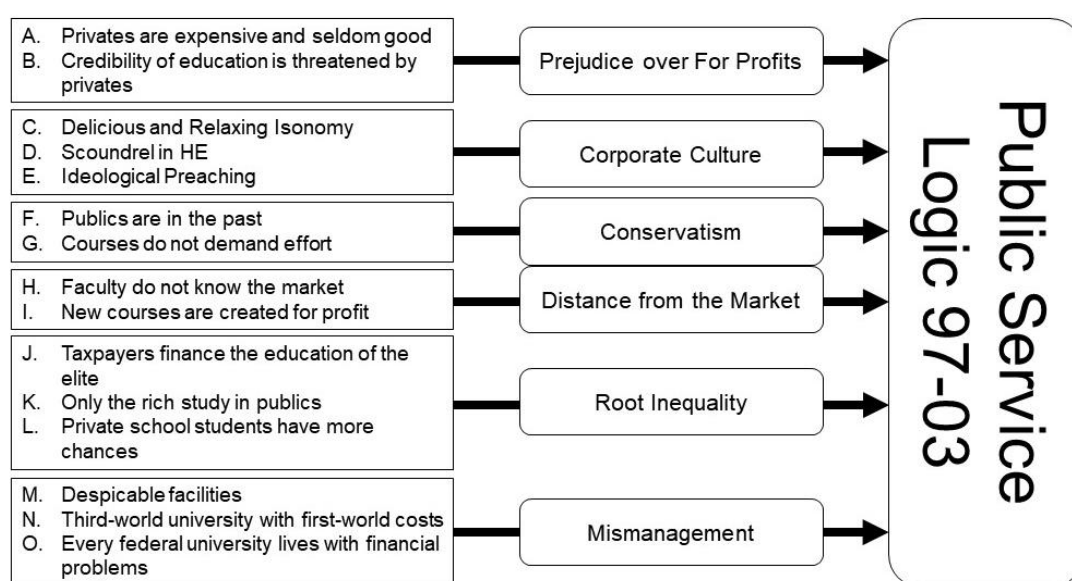 A. Privates are expensive and seldom good
B. Credibility of education is threatened by
privates
Prejudice over For Profits
C. Delicious and Relaxing Isonomy
D. Scoundrel in HE
E. Ideological Preaching
Corporate Culture
F. Publics are in the past
G. Courses do not demand effort
Conservatism
H. Faculty do not know the market
I. New courses are created for profit
Distance from the Market
J. Taxpayers finance the education of the
elite
K. Only the rich study in publics
L. Private school students have more
chances
Root Inequality
M. Despicable facilities
N. Third-world university with first-world costs
O. Every federal university lives with financial
problems
Mismanagement
Public Service
Logic 97-03